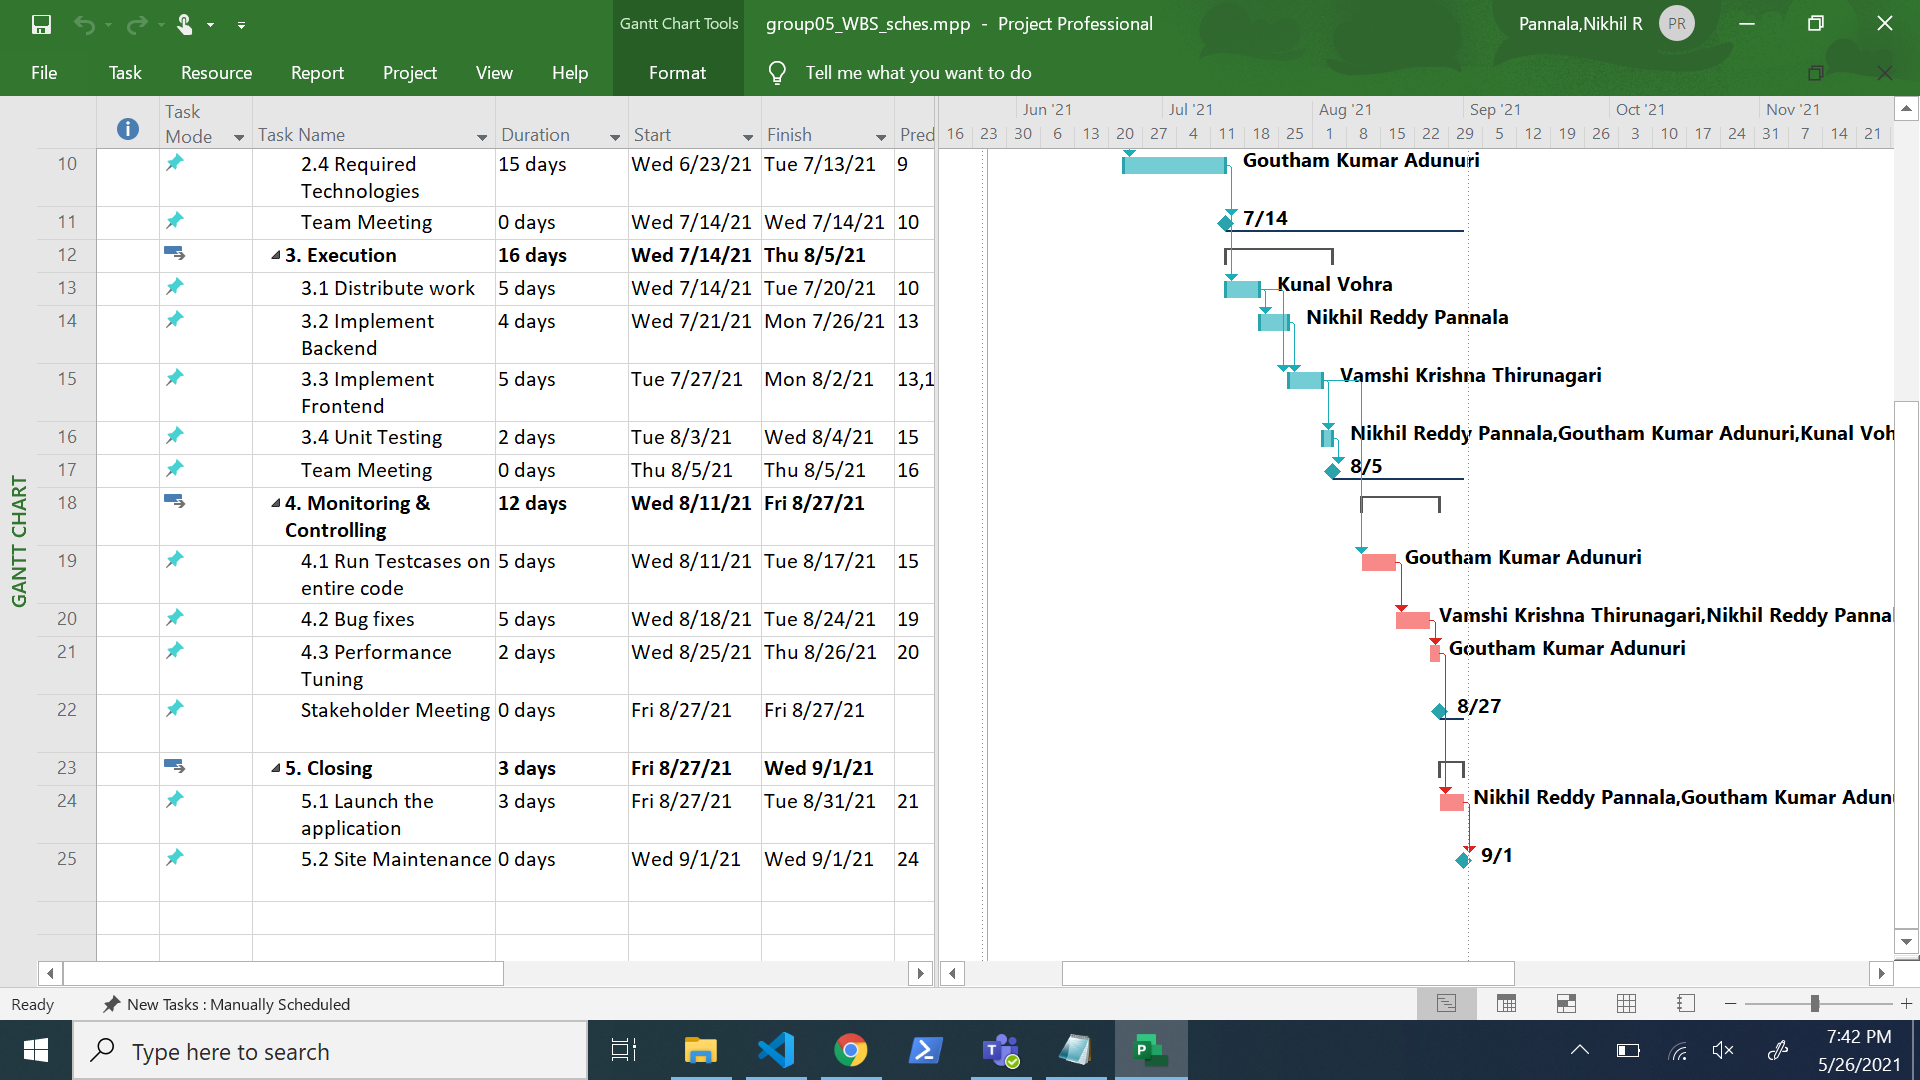 Gantt Chart Tools
group05_WBS_sches.mpp - Project Professional
Pannala,Nikhil R
PR
File Task Resource Report Project View Help Format Tell me what you want to do
Task Mode Task Name Duration Start Finish Pred
Jun '21 Jul '21 Aug '21 Sep '21 Oct '21 Nov '21
16 23 30 6 13 20 27 4 11 18 25 1 8 15 22 29 5 12 19 26 3 10 17 24 31 7 14 21
GANTT CHART
10 2.4 Required Technologies 15 days Wed 6/23/21 Tue 7/13/21 9 Goutham Kumar Adunuri
11 Team Meeting 0 days Wed 7/14/21 Wed 7/14/21 10 7/14
12 3. Execution 16 days Wed 7/14/21 Thu 8/5/21
13 3.1 Distribute work 5 days Wed 7/14/21 Tue 7/20/21 10 Kunal Vohra
14 3.2 Implement Backend 4 days Wed 7/21/21 Mon 7/26/21 13 Nikhil Reddy Pannala
15 3.3 Implement Frontend 5 days Tue 7/27/21 Mon 8/2/21 13,1 Vamshi Krishna Thirunagari
16 3.4 Unit Testing 2 days Tue 8/3/21 Wed 8/4/21 15 Nikhil Reddy Pannala,Goutham Kumar Adunuri,Kunal Voh
17 Team Meeting 0 days Thu 8/5/21 Thu 8/5/21 16 8/5
18 4. Monitoring & Controlling 12 days Wed 8/11/21 Fri 8/27/21
19 4.1 Run Testcases on entire code 5 days Wed 8/11/21 Tue 8/17/21 15 Goutham Kumar Adunuri
20 4.2 Bug fixes 5 days Wed 8/18/21 Tue 8/24/21 19 Vamshi Krishna Thirunagari,Nikhil Reddy Pannal
21 4.3 Performance Tuning 2 days Wed 8/25/21 Thu 8/26/21 20 Goutham Kumar Adunuri
22 Stakeholder Meeting 0 days Fri 8/27/21 Fri 8/27/21 8/27
23 5. Closing 3 days Fri 8/27/21 Wed 9/1/21
24 5.1 Launch the application 3 days Fri 8/27/21 Tue 8/31/21 21 Nikhil Reddy Pannala,Goutham Kumar Adun
25 5.2 Site Maintenance 0 days Wed 9/1/21 Wed 9/1/21 24 9/1
Ready New Tasks : Manually Scheduled
Type here to search
7:42 PM
5/26/2021